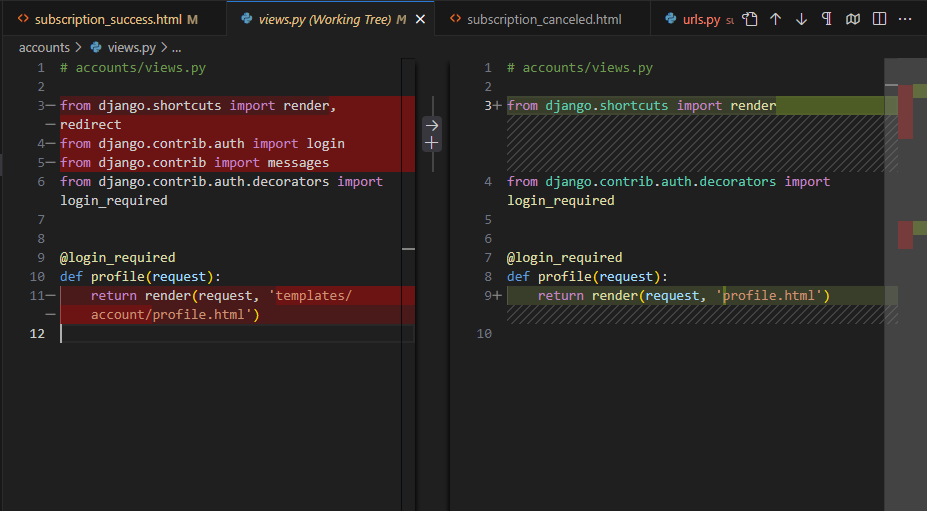 subscription_success.html M
views.py (Working Tree) M
subscription_canceled.html
urls.py
accounts > views.py > ...
1 # accounts/views.py
2
3− from django.shortcuts import render,
− redirect
4− from django.contrib.auth import login
5− from django.contrib import messages
6 from django.contrib.auth.decorators import
login_required
7
8
9 @login_required
10 def profile(request):
11− return render(request, 'templates/
− account/profile.html')
12
1 # accounts/views.py
2
3+ from django.shortcuts import render
4 from django.contrib.auth.decorators import
login_required
5
6
7 @login_required
8 def profile(request):
9+ return render(request, 'profile.html')
10